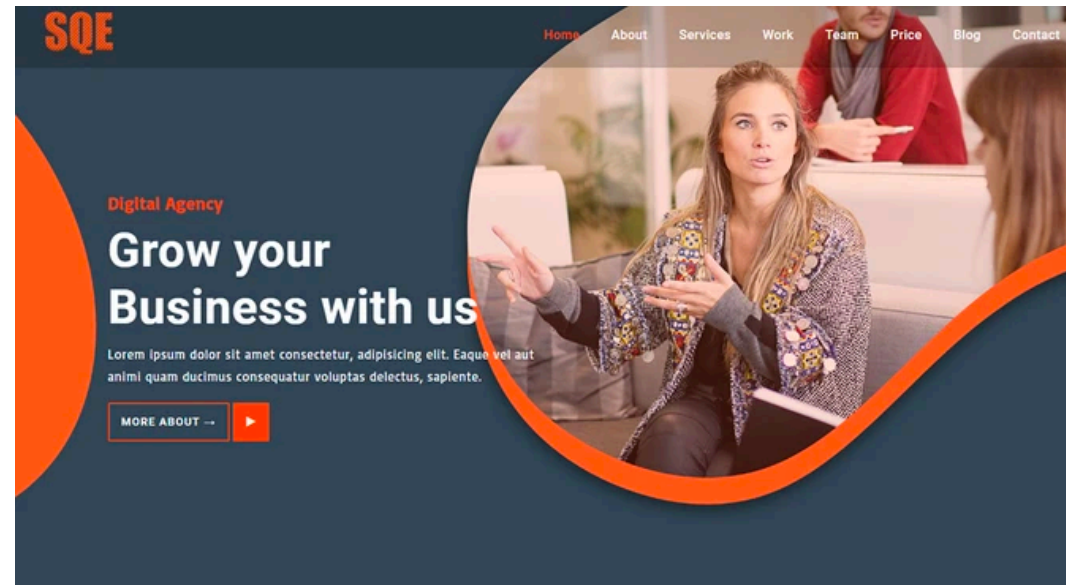 SQE
Home About Services Work Team Price Blog Contact
Digital Agency
Grow your
Business with us
Lorem ipsum dolor sit amet consectetur, adipisicing elit. Eaque vel aut
animi quam ducimus consequatur voluptas delectus, sapiente.
MORE ABOUT →